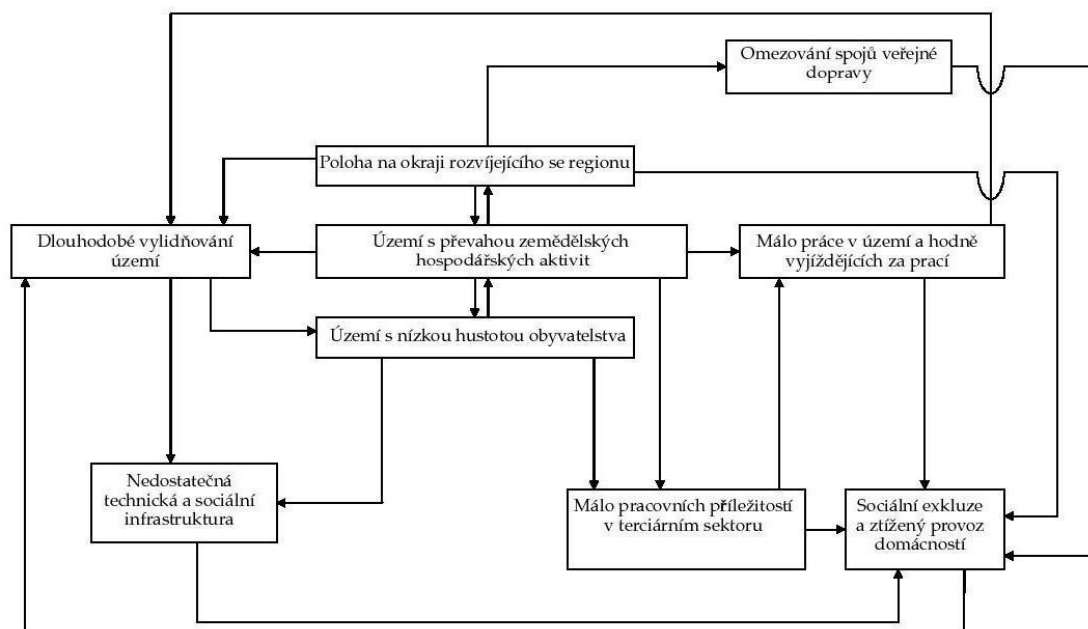 Omezování spojů veřejné
dopravy
Poloha na okraji rozvíjejícího se regionu
Dlouhodobé vylidňování
území
Území s převahou zemědělských
hospodářských aktivit
Málo práce v území a hodně
vyjíždějících za prací
Území s nízkou hustotou obyvatelstva
Nedostatečná
technická a sociální
infrastruktura
Málo pracovních příležitostí
v terciárním sektoru
Sociální exkluze
a ztížený provoz
domácností